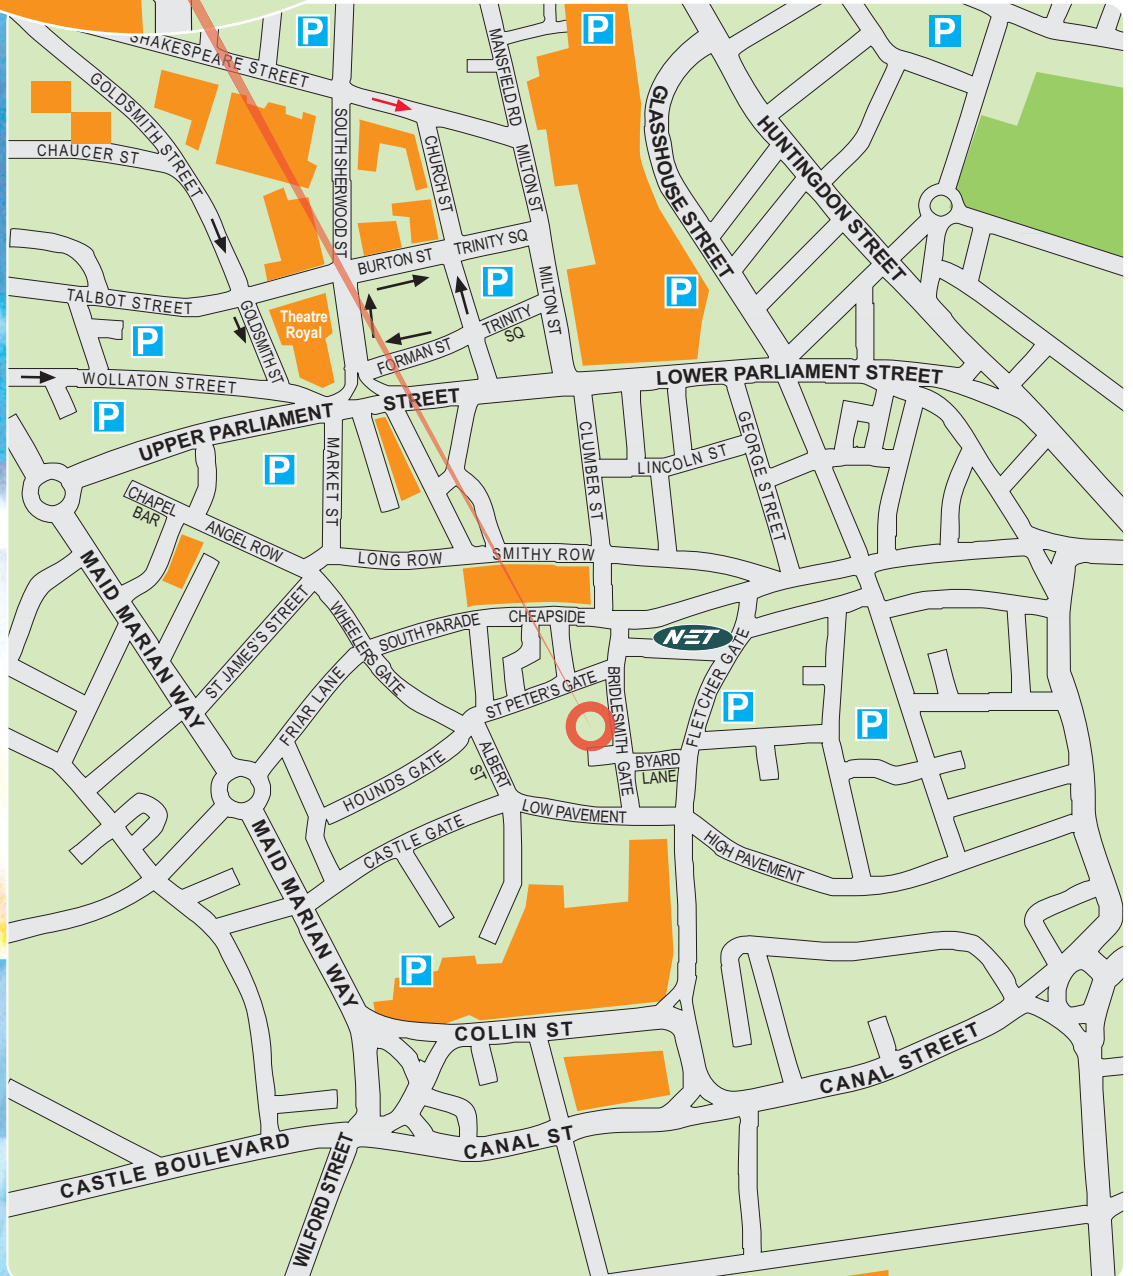 P
P
P
SHAKESPEARE STREET
MANSFIELD RD
GOLDSMITH STREET
CHAUCER ST
SOUTH SHERWOOD ST
CHURCH ST
MILTON ST
GLASSHOUSE STREET
HUNTINGDON STREET
BURTON ST
TRINITY SQ
P
P
MILTON ST
TALBOT STREET
GOLDSMITH ST
Theatre
Royal
TRINITY
SQ
FORMAN ST
P
WOLLATON STREET
LOWER PARLIAMENT STREET
P
UPPER PARLIAMENT
STREET
P
MARKET ST
CLUMBER ST
LINCOLN ST
GEORGE STREET
CHAPEL
BAR
ANGEL ROW
LONG ROW
SMITHY ROW
MAID MARIAN WAY
ST JAMES'S STREET
WHEELERS GATE
SOUTH PARADE
CHEAPSIDE
NET
FRIAR LANE
ST PETER'S GATE
BRIDLESMITH GATE
FLETCHER GATE
P
P
HOUNDS GATE
ALBERT
ST
BYARD
LANE
CASTLE GATE
LOW PAVEMENT
HIGH PAVEMENT
MAID MARIAN WAY
P
COLLIN ST
CANAL STREET
CANAL ST
CASTLE BOULEVARD
WILFORD STREET